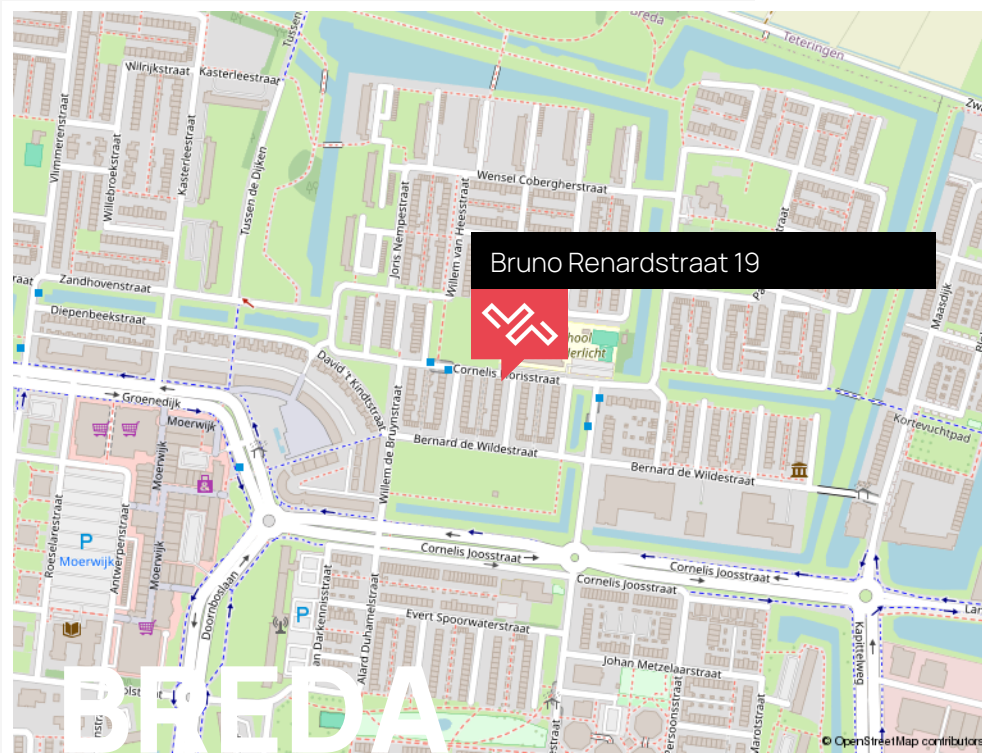 Breda
Teteringen
Tussen
Wilrijkstraat
Kasterleestraat
Vlimmerenstraat
Willebroekstraat
Kasterleestraat
Tussen de Dijken
Wensel Cobergherstraat
Joris Nempestraat
Willem van Heesstraat
Bruno Renardstraat 19
Maasdijk
Zandhovenstraat
Diepenbeekstraat
David 't Kindtstraat
Cornelis Florisstraat
Groenedijk
Moerwijk
Moerwijk
Willem de Bruynstraat
Bernard de Wildestraat
Bernard de Wildestraat
Kortevuchtpad
Roeselarestraat
P
Moerwijk
Antwerpenstraat
Moerwijk
Doornboslaan
Cornelis Joosstraat
Cornelis Joosstraat
Cornelis Joosstraat
P
Alard Duhamelstraat
Evert Spoorwaterstraat
Johan Metzelaarstraat
Kapittelweg
BREDA
© OpenStreetMap contributors